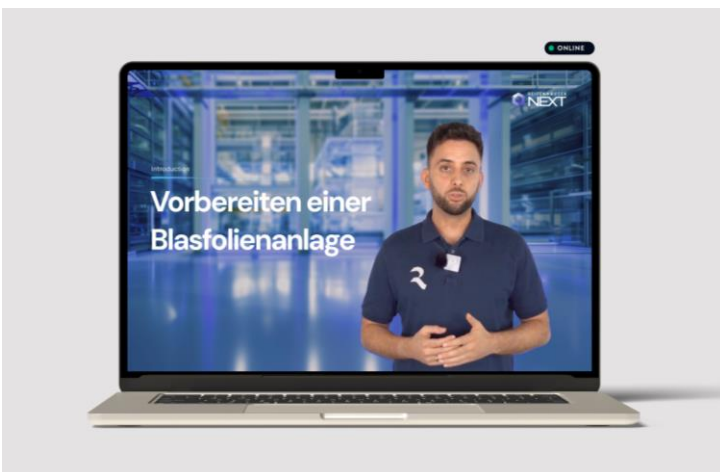 ONLINE
NEXT
Introduction
Vorbereiten einer
Blasfolienanlage